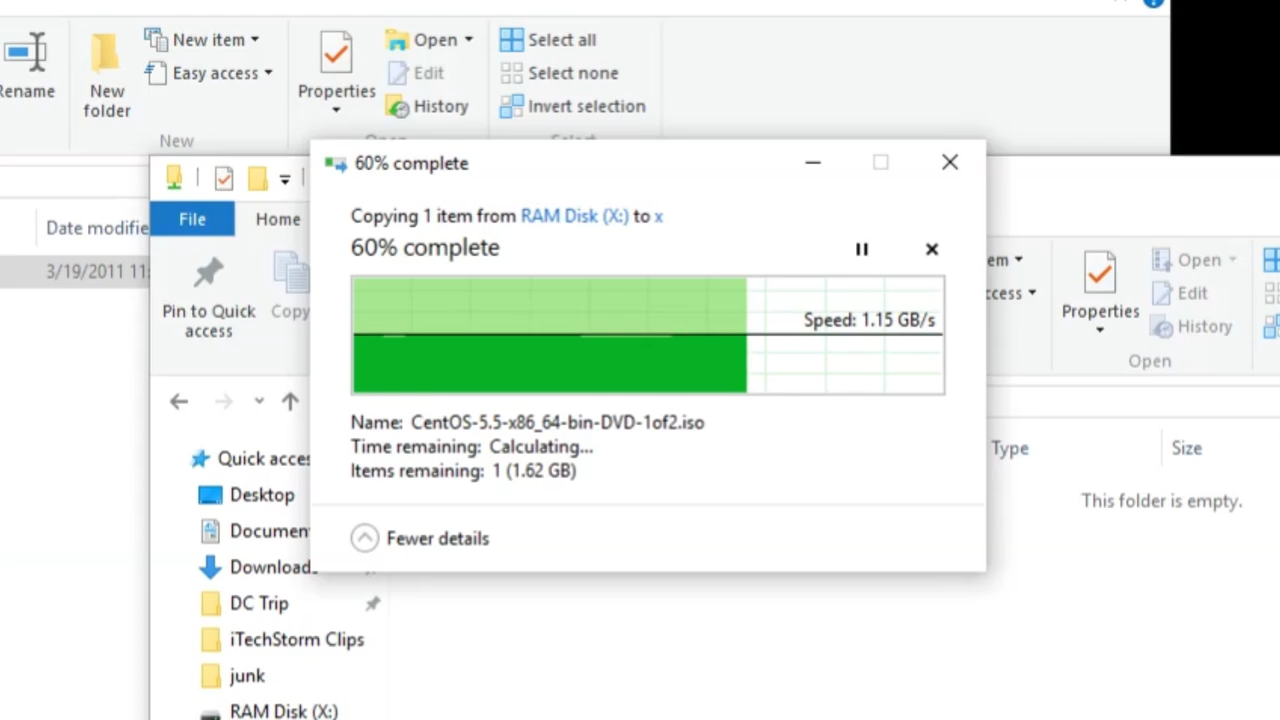 Rename
New folder
New item
Easy access
New
Properties
Open
Edit
History
Select all
Select none
Invert selection
60% complete
Copying 1 item from RAM Disk (X:) to x
60% complete
Speed: 1.15 GB/s
Name: CentOS-5.5-x86_64-bin-DVD-1of2.iso
Time remaining: Calculating...
Items remaining: 1 (1.62 GB)
Fewer details
Date modifie
3/19/2011 11:
File
Home
Pin to Quick access
Copy
em
ccess
Properties
Open
Edit
History
Open
Quick acces
Desktop
Documen
Download
DC Trip
iTechStorm Clips
junk
RAM Disk (X:)
Type
Size
This folder is empty.